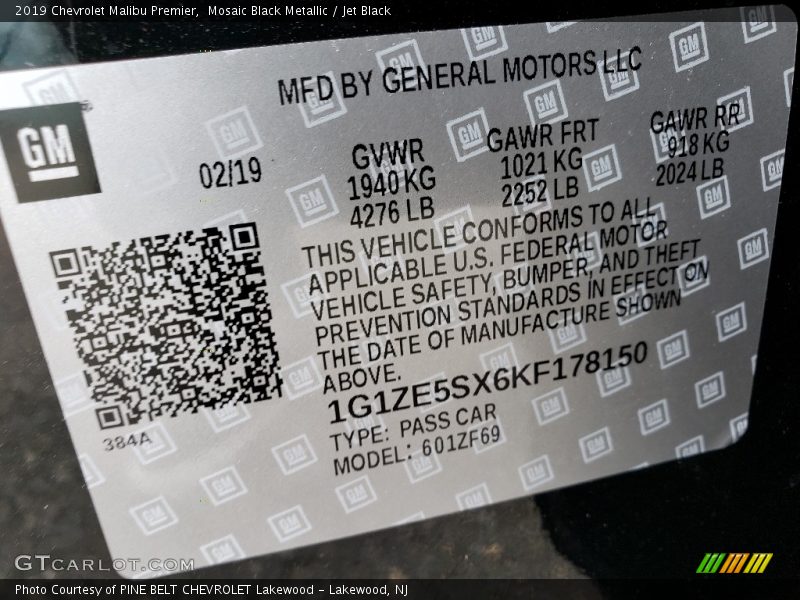 2019 Chevrolet Malibu Premier,  Mosaic Black Metallic / Jet Black
MFD BY GENERAL MOTORS LLC
GM
02/19
GVWR
1940 KG
4276 LB
GAWR FRT
1021 KG
2252 LB
GAWR RR
918 KG
2024 LB
THIS VEHICLE CONFORMS TO ALL
APPLICABLE U.S. FEDERAL MOTOR
VEHICLE SAFETY, BUMPER, AND THEFT
PREVENTION STANDARDS IN EFFECT ON
THE DATE OF MANUFACTURE SHOWN
ABOVE.
384A
1G1ZE5SX6KF178150
TYPE: PASS CAR
MODEL: 601ZF69
GTCARLOT.COM
Photo Courtesy of PINE BELT CHEVROLET Lakewood - Lakewood, NJ